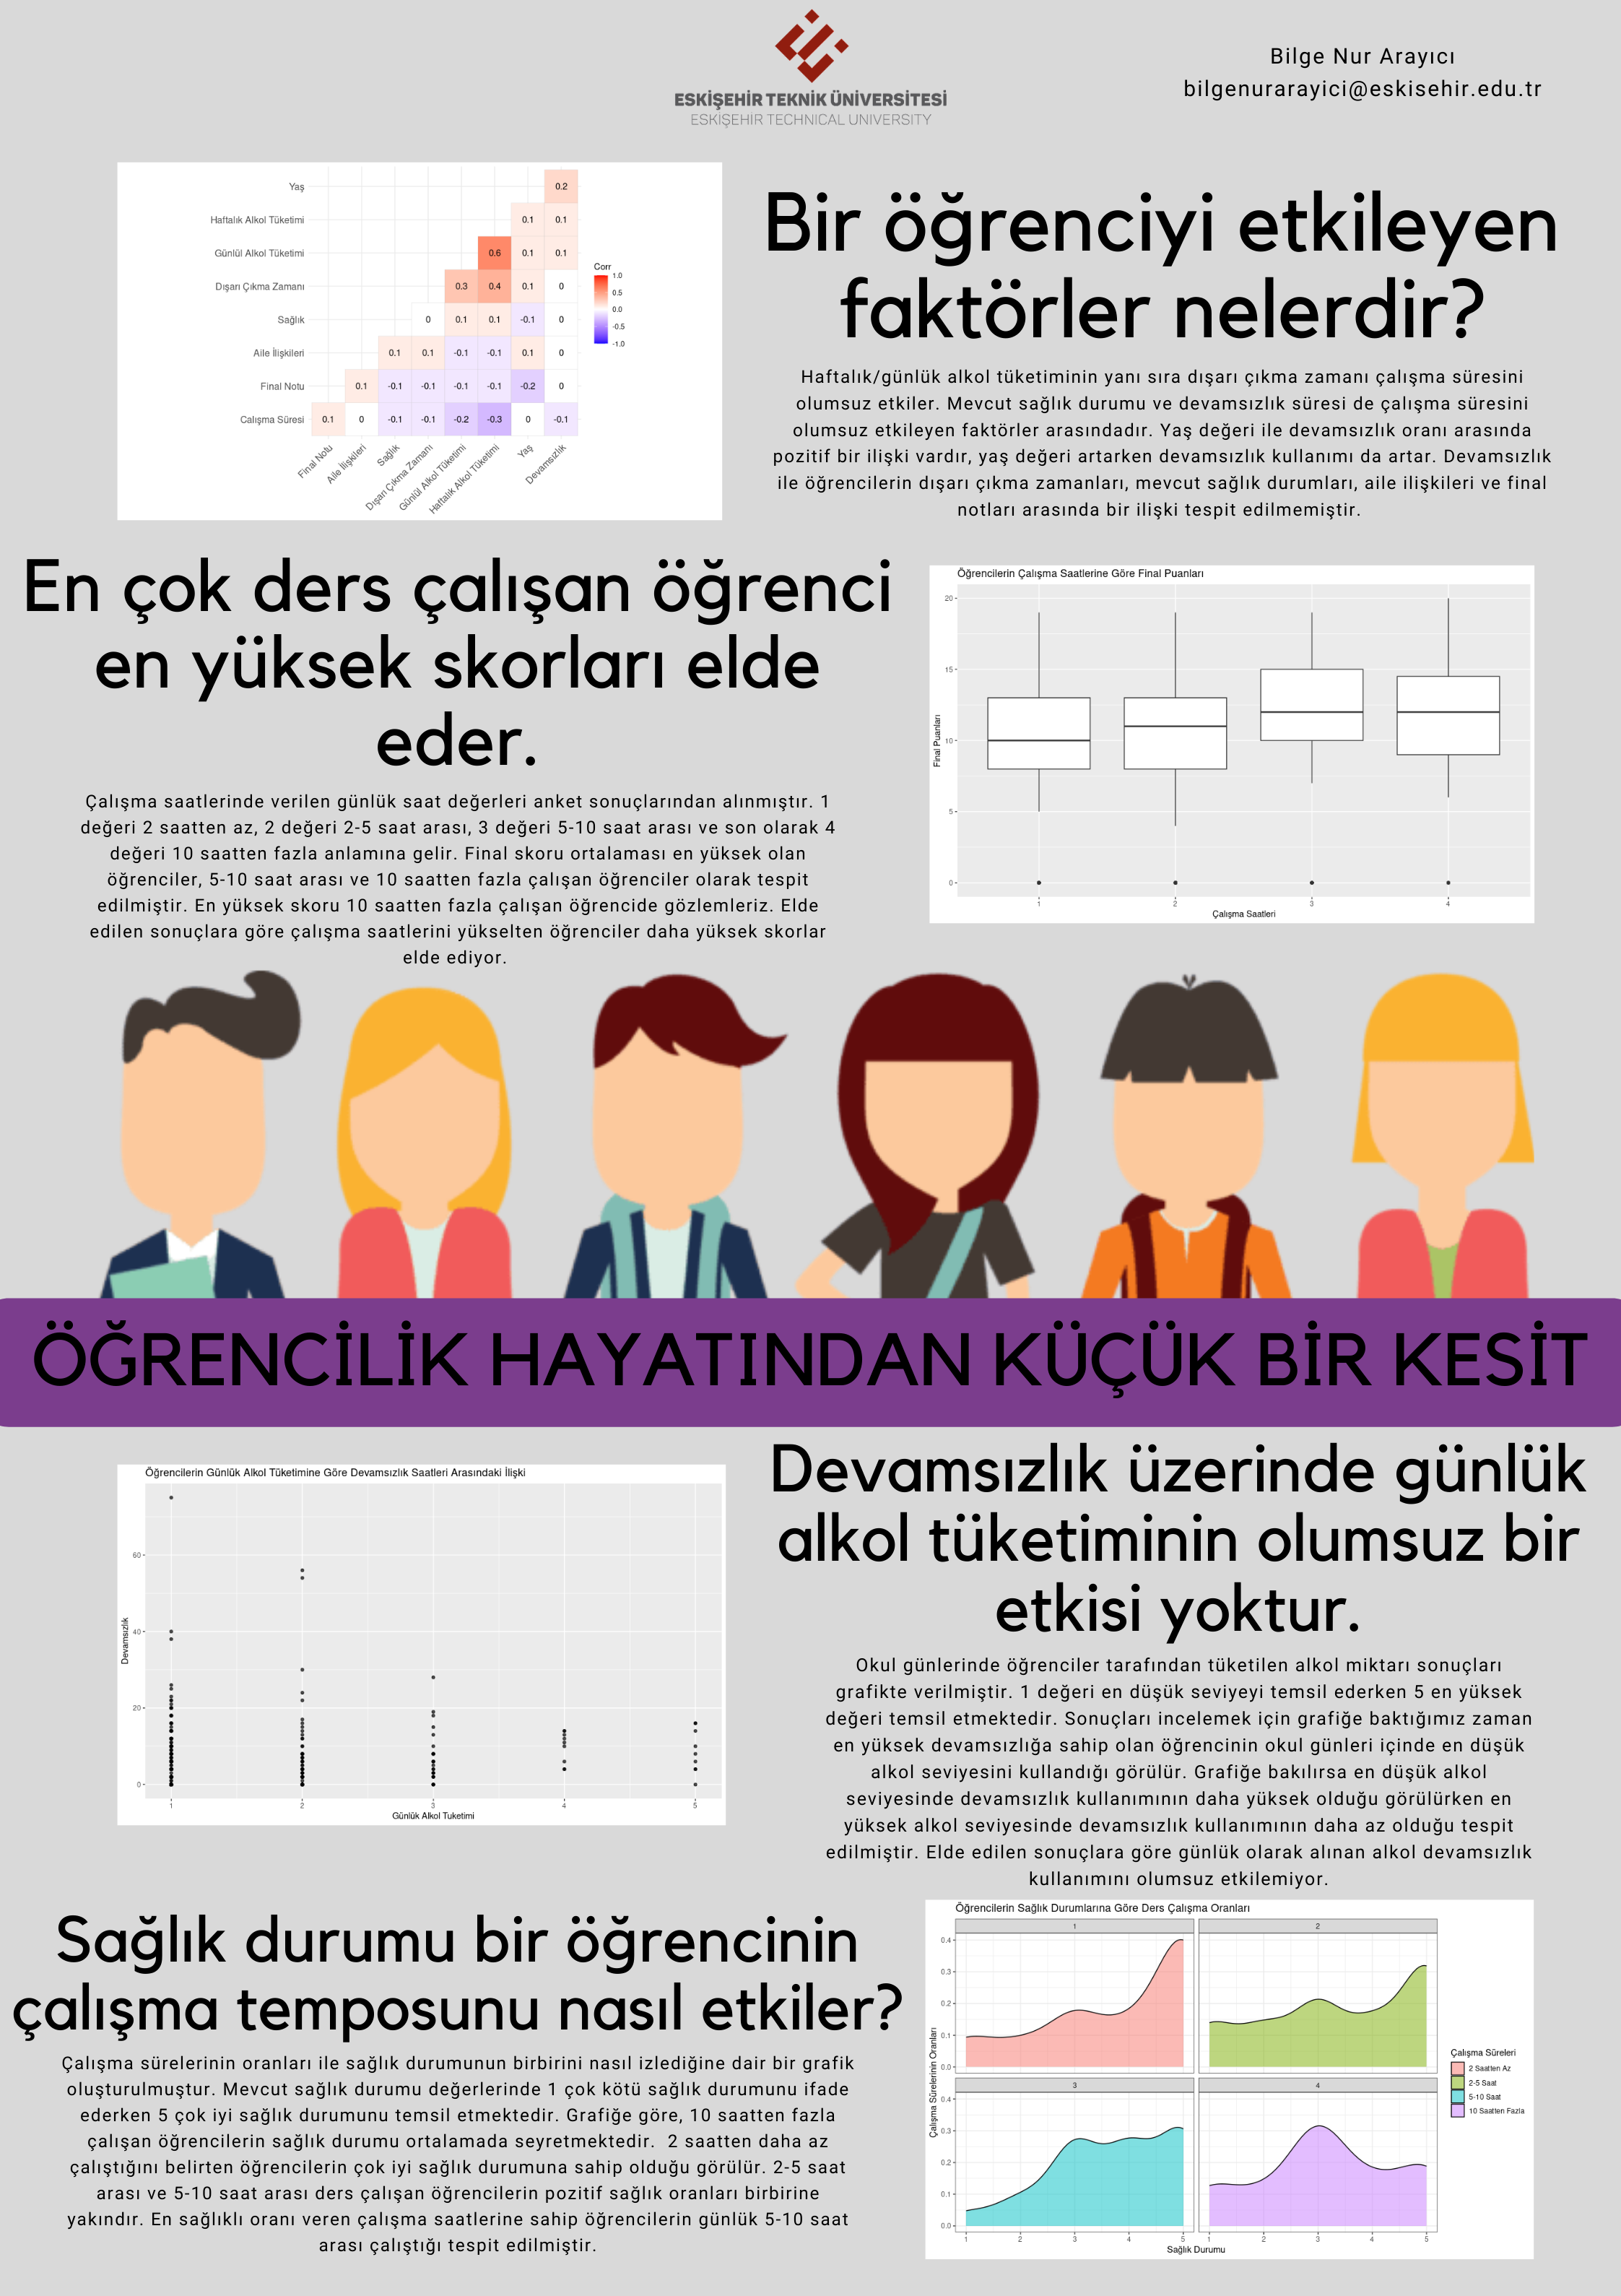 ESKİŞEHİR TEKNİK ÜNİVERSİTESİ
ESKİŞEHİR TECHNICAL UNIVERSITY
Bilge Nur Arayıcı
bilgenurarayici@eskisehir.edu.tr
Yaş
Haftalık Alkol Tüketimi
Günlül Alkol Tüketimi
Dışarı Çıkma Zamanı
Sağlık
Aile İlişkileri
Final Notu
Calışma Süresi
0.2
0.1 0.1
0.6 0.1 0.1
0.3 0.4 0.1 0
0 0.1 0.1 -0.1 0
0.1 0.1 -0.1 -0.1 0.1 0
0.1 -0.1 -0.1 -0.1 -0.1 -0.2 0
0.1 0 -0.1 -0.1 -0.2 -0.3 0 -0.1
Final Notu
Aile İlişkileri
Sağlık
Dışarı Çıkma Zamanı
Günlül Alkol Tüketimi
Haftalık Alkol Tüketimi
Yaş
Devamsızlık
Corr
1.0
0.5
0.0
-0.5
-1.0
Bir öğrenciyi etkileyen
faktörler nelerdir?
Haftalık/günlük alkol tüketiminin yanı sıra dışarı çıkma zamanı çalışma süresini
olumsuz etkiler. Mevcut sağlık durumu ve devamsızlık süresi de çalışma süresini
olumsuz etkileyen faktörler arasındadır. Yaş değeri ile devamsızlık oranı arasında
pozitif bir ilişki vardır, yaş değeri artarken devamsızlık kullanımı da artar. Devamsızlık
ile öğrencilerin dışarı çıkma zamanları, mevcut sağlık durumları, aile ilişkileri ve final
notları arasında bir ilişki tespit edilmemiştir.
En çok ders çalışan öğrenci
en yüksek skorları elde
eder.
Çalışma saatlerinde verilen günlük saat değerleri anket sonuçlarından alınmıştır. 1
değeri 2 saatten az, 2 değeri 2-5 saat arası, 3 değeri 5-10 saat arası ve son olarak 4
değeri 10 saatten fazla anlamına gelir. Final skoru ortalaması en yüksek olan
öğrenciler, 5-10 saat arası ve 10 saatten fazla çalışan öğrenciler olarak tespit
edilmiştir. En yüksek skoru 10 saatten fazla çalışan öğrencide gözlemleriz. Elde
edilen sonuçlara göre çalışma saatlerini yükselten öğrenciler daha yüksek skorlar
elde ediyor.
Öğrencilerin Çalışma Saatlerine Göre Final Puanları
Final Puanları
20
15
10
5
0
1 2 3 4
Çalışma Saatleri
ÖĞRENCİLİK HAYATINDAN KÜÇÜK BİR KESİT
Öğrencilerin Günlük Alkol Tüketimine Göre Devamsızlık Saatleri Arasındaki İlişki
Devamsızlık
60
40
20
0
1 2 3 4 5
Günlük Alkol Tuketimi
Devamsızlık üzerinde günlük
alkol tüketiminin olumsuz bir
etkisi yoktur.
Okul günlerinde öğrenciler tarafından tüketilen alkol miktarı sonuçları
grafikte verilmiştir. 1 değeri en düşük seviyeyi temsil ederken 5 en yüksek
değeri temsil etmektedir. Sonuçları incelemek için grafiğe baktığımız zaman
en yüksek devamsızlığa sahip olan öğrencinin okul günleri içinde en düşük
alkol seviyesini kullandığı görülür. Grafiğe bakılırsa en düşük alkol
seviyesinde devamsızlık kullanımının daha yüksek olduğu görülürken en
yüksek alkol seviyesinde devamsızlık kullanımının daha az olduğu tespit
edilmiştir. Elde edilen sonuçlara göre günlük olarak alınan alkol devamsızlık
kullanımını olumsuz etkilemiyor.
Sağlık durumu bir öğrencinin
çalışma temposunu nasıl etkiler?
Çalışma sürelerinin oranları ile sağlık durumunun birbirini nasıl izlediğine dair bir grafik
oluşturulmuştur. Mevcut sağlık durumu değerlerinde 1 çok kötü sağlık durumunu ifade
ederken 5 çok iyi sağlık durumunu temsil etmektedir. Grafiğe göre, 10 saatten fazla
çalışan öğrencilerin sağlık durumu ortalamada seyretmektedir. 2 saatten daha az
çalıştığını belirten öğrencilerin çok iyi sağlık durumuna sahip olduğu görülür. 2-5 saat
arası ve 5-10 saat arası ders çalışan öğrencilerin pozitif sağlık oranları birbirine
yakındır. En sağlıklı oranı veren çalışma saatlerine sahip öğrencilerin günlük 5-10 saat
arası çalıştığı tespit edilmiştir.
Öğrencilerin Sağlık Durumlarına Göre Ders Çalışma Oranları
Çalışma Sürelerinin Oranları
1 2
0.4
0.3
0.2
0.1
0.0
3 4
0.4
0.3
0.2
0.1
0.0
1 2 3 4 5 1 2 3 4 5
Sağlık Durumu
Çalışma Süreleri
2 Saatten Az
2-5 Saat
5-10 Saat
10 Saatten Fazla